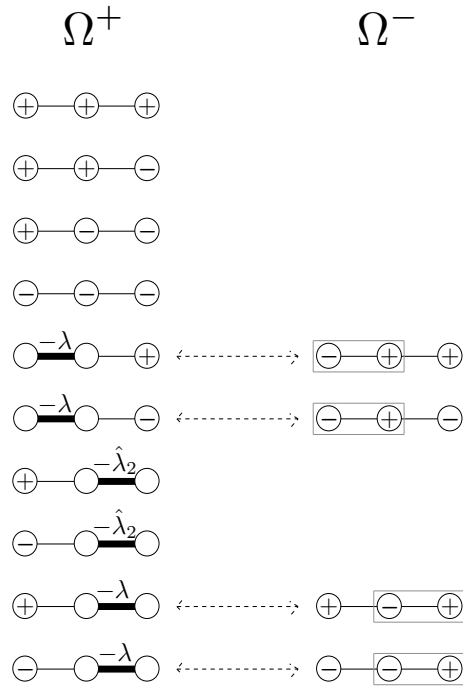 Ω⁺ Ω⁻
+ + +
+ + −
+ − −
− − −
−λ + − + +
−λ − − + −
+ −λ̂₂
− −λ̂₂
+ −λ + − +
− −λ − − +